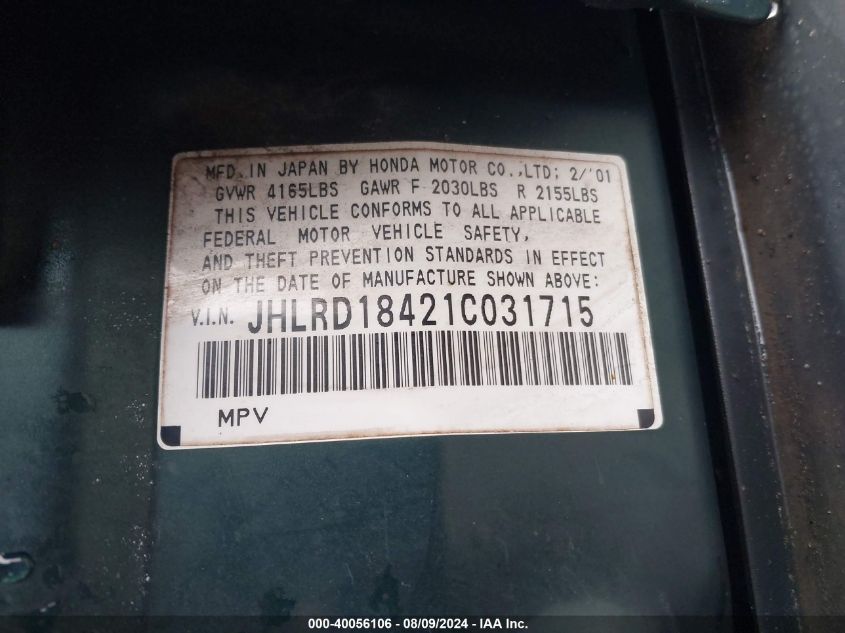 MFD. IN JAPAN BY HONDA MOTOR CO.,LTD; 2/'01
GVWR 4165LBS GAWR F 2030LBS R 2155LBS
THIS VEHICLE CONFORMS TO ALL APPLICABLE
FEDERAL MOTOR VEHICLE SAFETY,
AND THEFT PREVENTION STANDARDS IN EFFECT
ON THE DATE OF MANUFACTURE SHOWN ABOVE:
V.I.N. JHLRD18421C031715
MPV
000-40056106 - 08/09/2024 - IAA Inc.